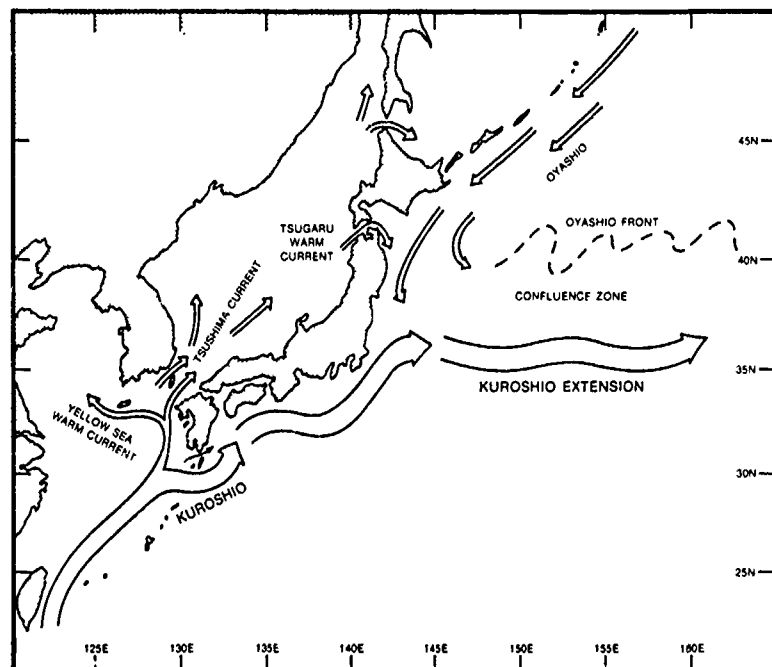 45N
OYASHIO
OYASHIO FRONT
TSUGARU
WARM
CURRENT
40N
CONFLUENCE ZONE
TSUSHIMA CURRENT
35N
KUROSHIO EXTENSION
YELLOW SEA
WARM CURRENT
30N
KUROSHIO
25N
125E 130E 135E 140E 145E 150E 155E 160E